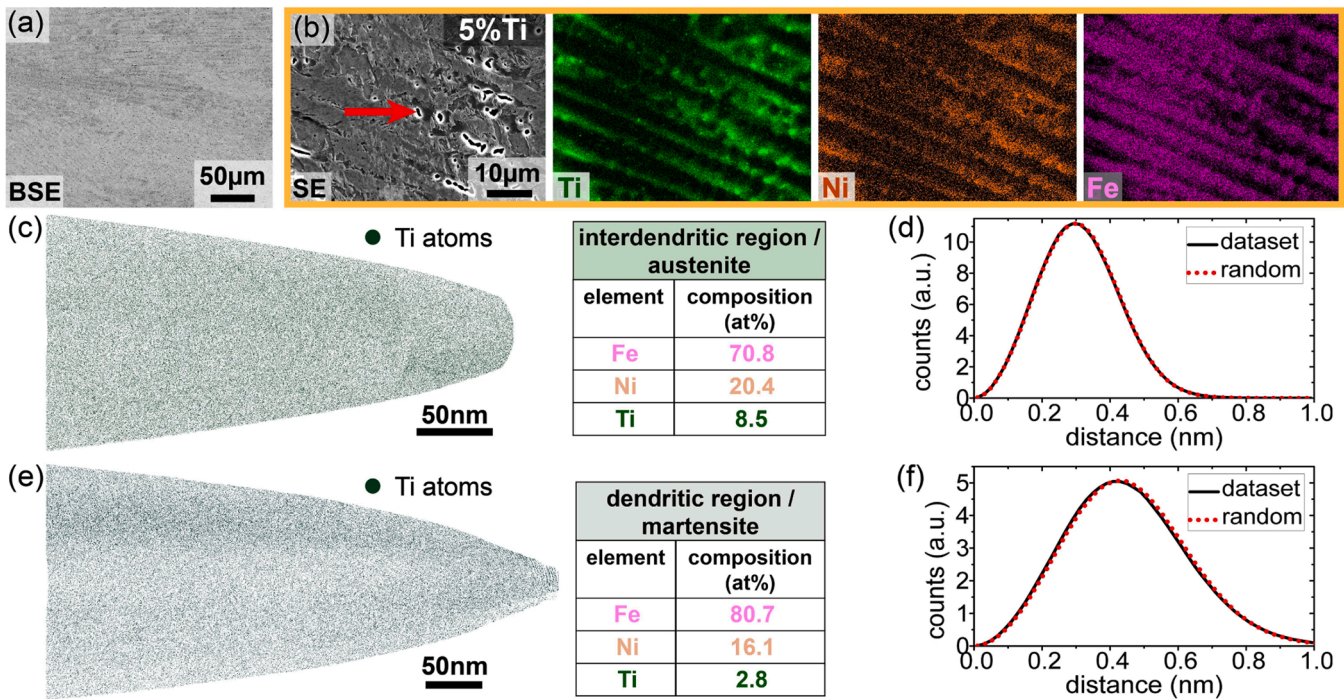 (a)
BSE
50µm
(b)
5%Ti
SE
10µm
Ti
Ni
Fe
(c)
Ti atoms
50nm
interdendritic region /
austenite
element composition
(at%)
Fe 70.8
Ni 20.4
Ti 8.5
(d)
counts (a.u.)
10
8
6
4
2
0
0.0 0.2 0.4 0.6 0.8 1.0
distance (nm)
dataset
random
(e)
Ti atoms
50nm
dendritic region /
martensite
element composition
(at%)
Fe 80.7
Ni 16.1
Ti 2.8
(f)
counts (a.u.)
5
4
3
2
1
0
0.0 0.2 0.4 0.6 0.8 1.0
distance (nm)
dataset
random